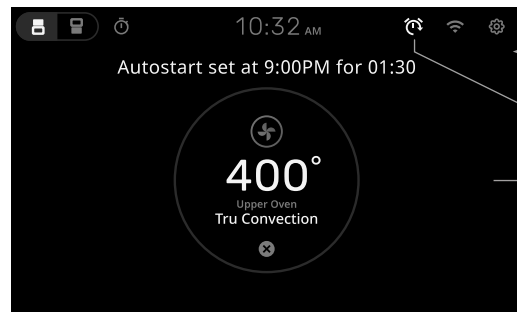 10:32 AM
Autostart set at 9:00PM for 01:30
400°
Upper Oven
Tru Convection